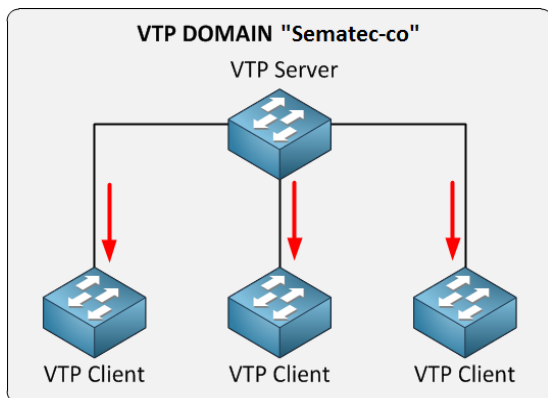 VTP DOMAIN "Sematec-co"
VTP Server
VTP Client
VTP Client
VTP Client